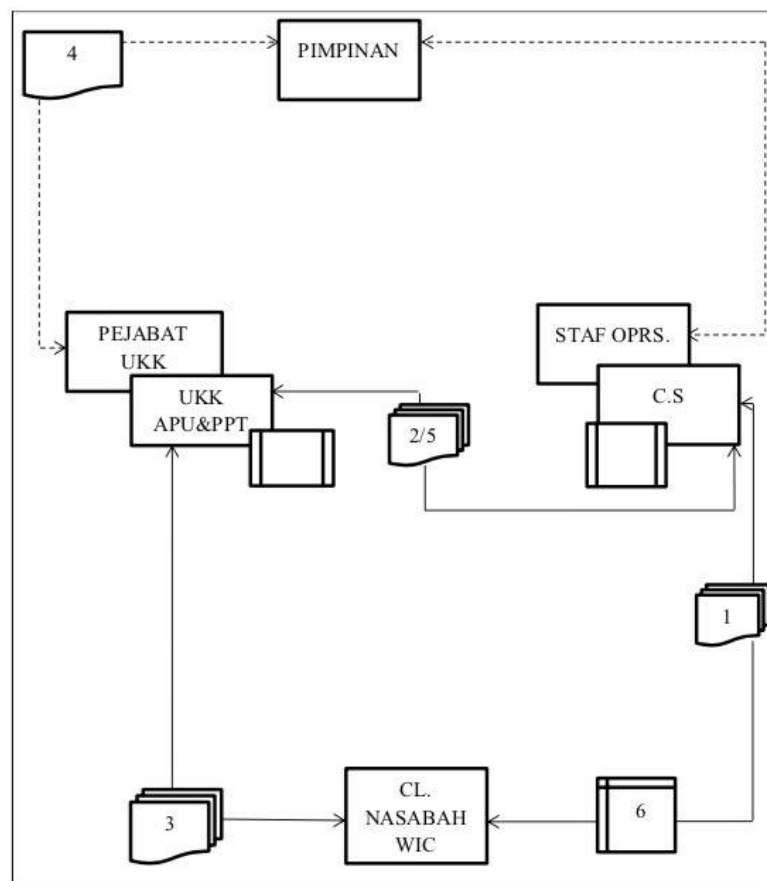 4
PIMPINAN
PEJABAT
UKK
STAF OPRS.
UKK
APU&PPT
C.S
2/5
1
3
CL.
NASABAH
WIC
6